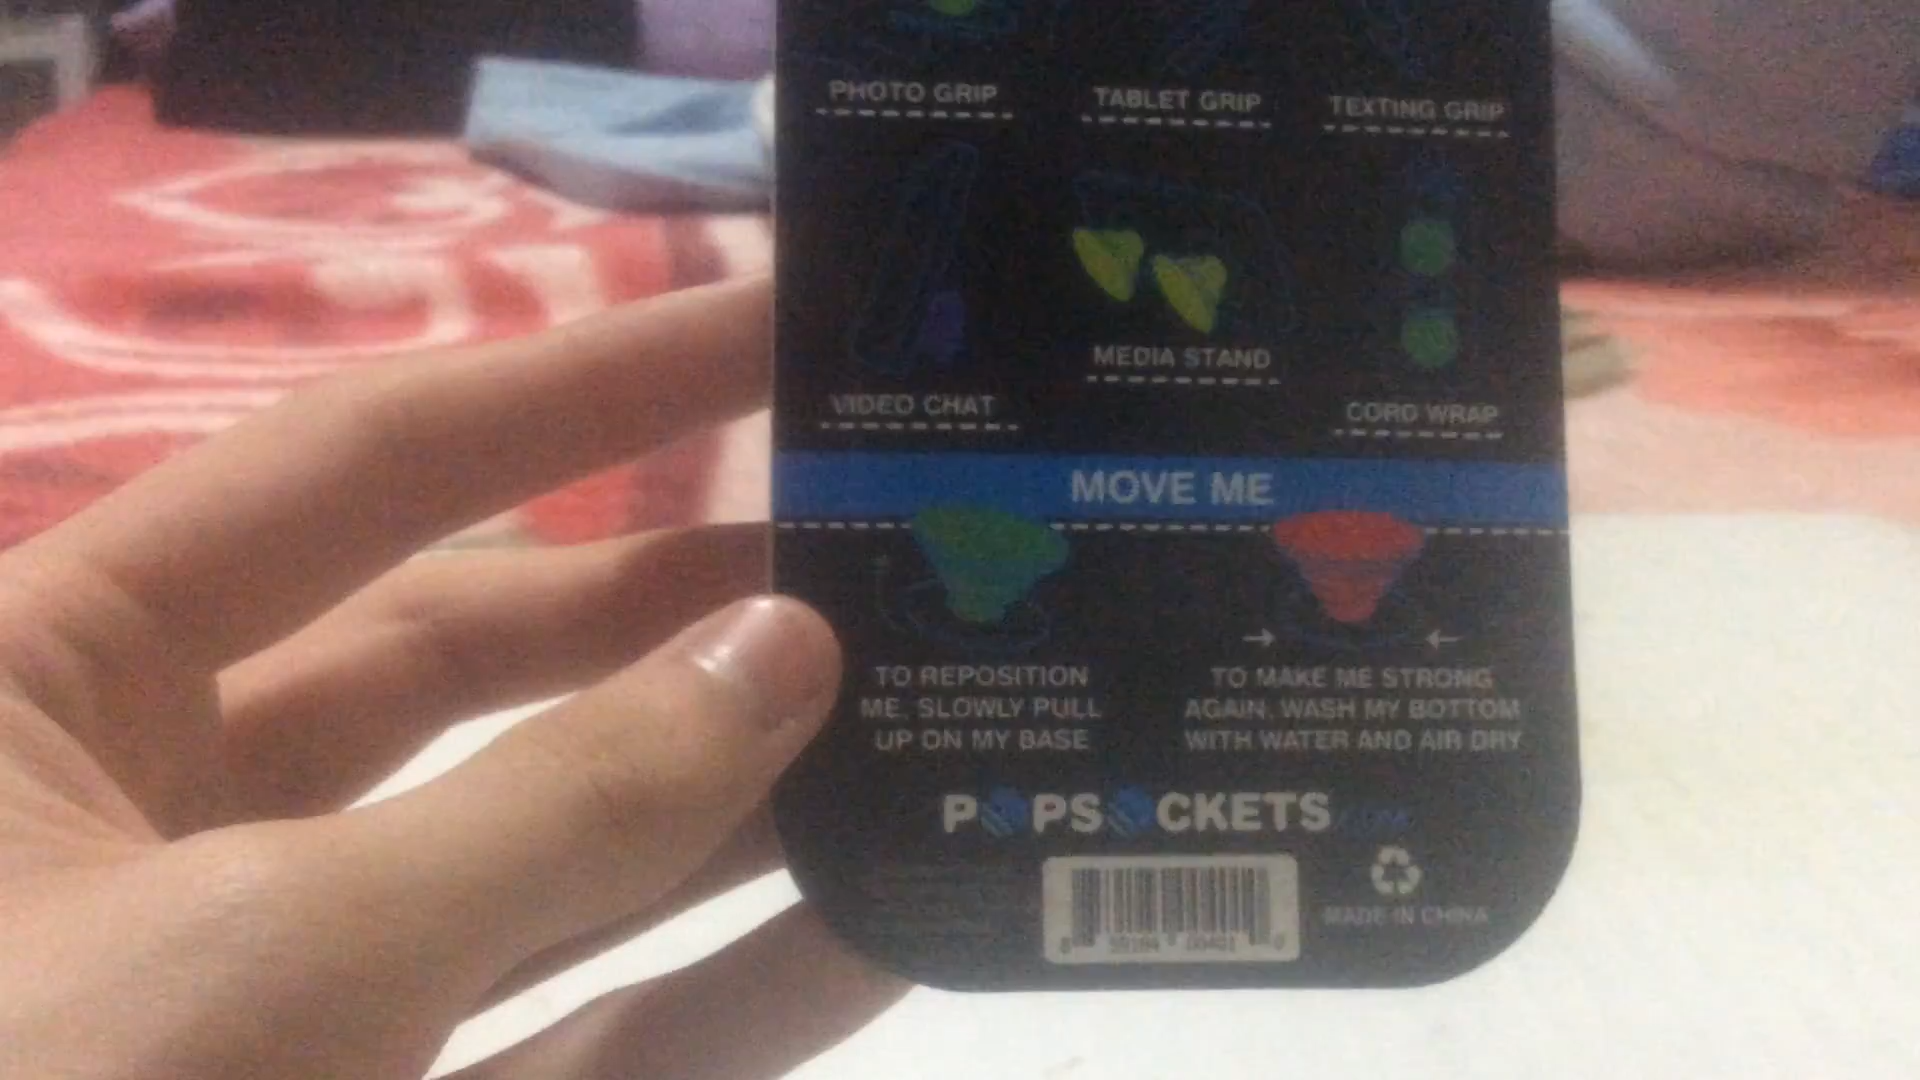 PHOTO GRIP
TABLET GRIP
TEXTING GRIP
MEDIA STAND
VIDEO CHAT
CORD WRAP
MOVE ME
TO REPOSITION
ME, SLOWLY PULL
UP ON MY BASE
TO MAKE ME STRONG
AGAIN, WASH MY BOTTOM
WITH WATER AND AIR DRY
POPSOCKETS.COM
MADE IN CHINA